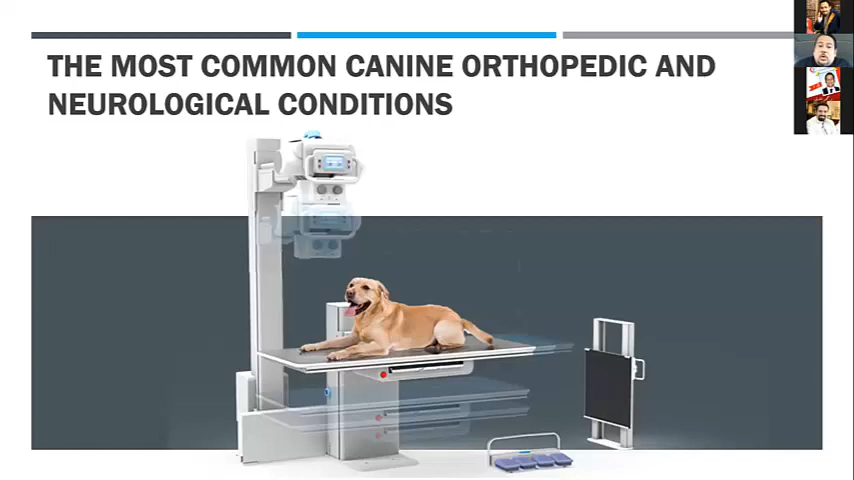 THE MOST COMMON CANINE ORTHOPEDIC AND
NEUROLOGICAL CONDITIONS